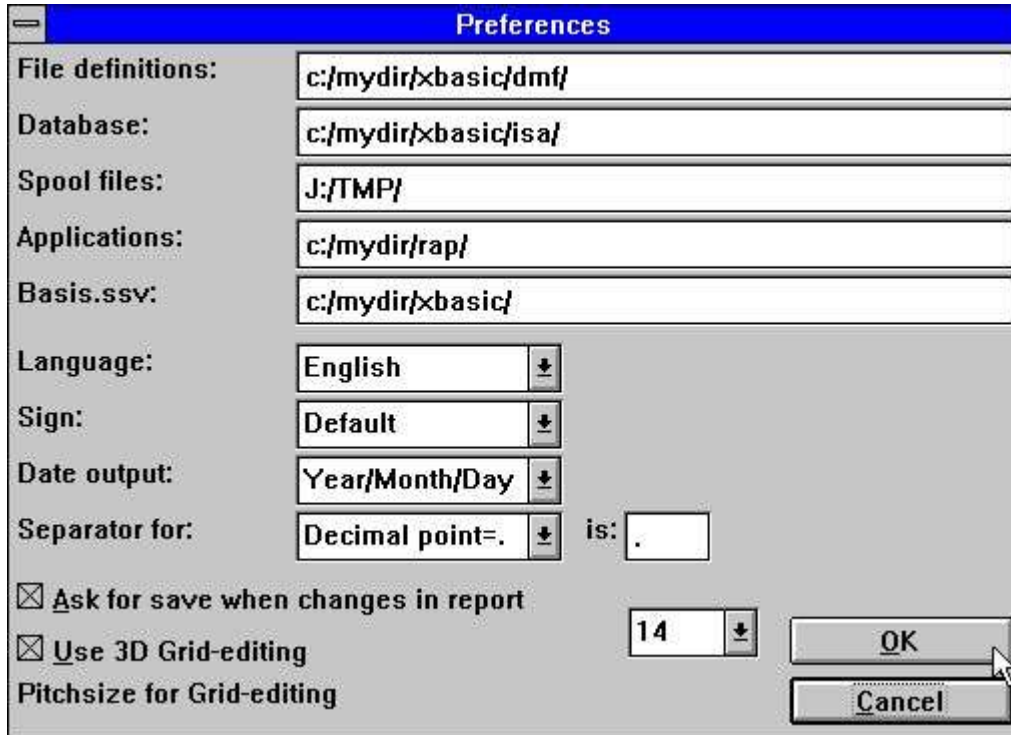 Preferences
File definitions: c:/mydir/xbasic/dmf/
Database: c:/mydir/xbasic/isa/
Spool files: J:/TMP/
Applications: c:/mydir/rap/
Basis.ssv: c:/mydir/xbasic/
Language: English
Sign: Default
Date output: Year/Month/Day
Separator for: Decimal point=. is: .
Ask for save when changes in report
14
Use 3D Grid-editing
OK
Pitchsize for Grid-editing
Cancel